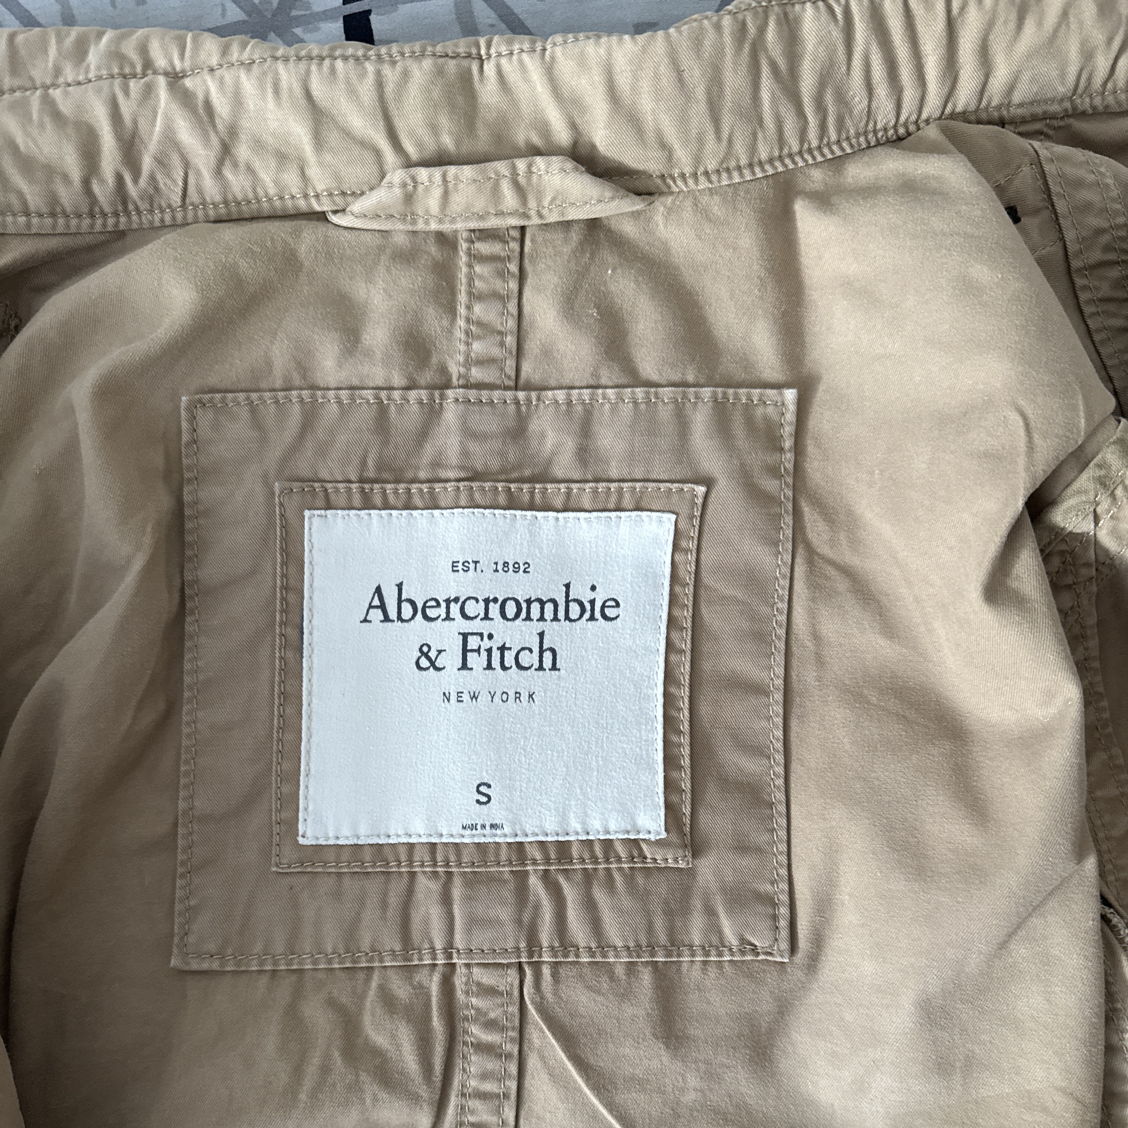 EST. 1892
Abercrombie
& Fitch
NEW YORK
S
MADE IN INDIA